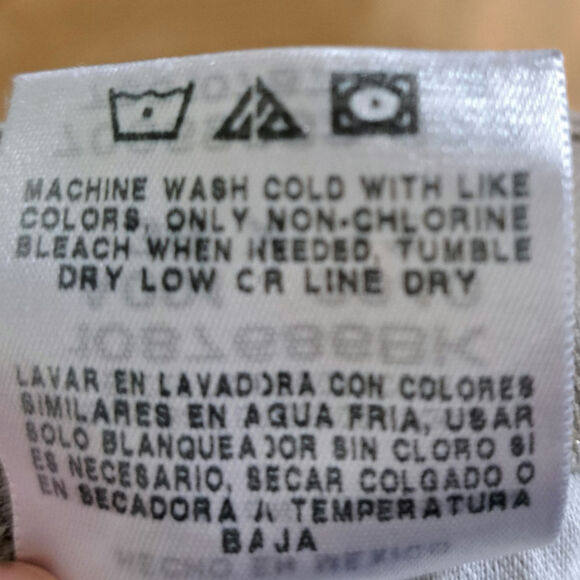 MACHINE WASH COLD WITH LIKE
COLORS, ONLY NON-CHLORINE
BLEACH WHEN NEEDED, TUMBLE
DRY LOW OR LINE DRY
LAVAR EN LAVADORA CON COLORES
SIMILARES EN AGUA FRIA, USAR
SOLO BLANQUEADOR SIN CLORO SI
ES NECESARIO, SECAR COLGADO O
EN SECADORA A TEMPERATURA
BAJA